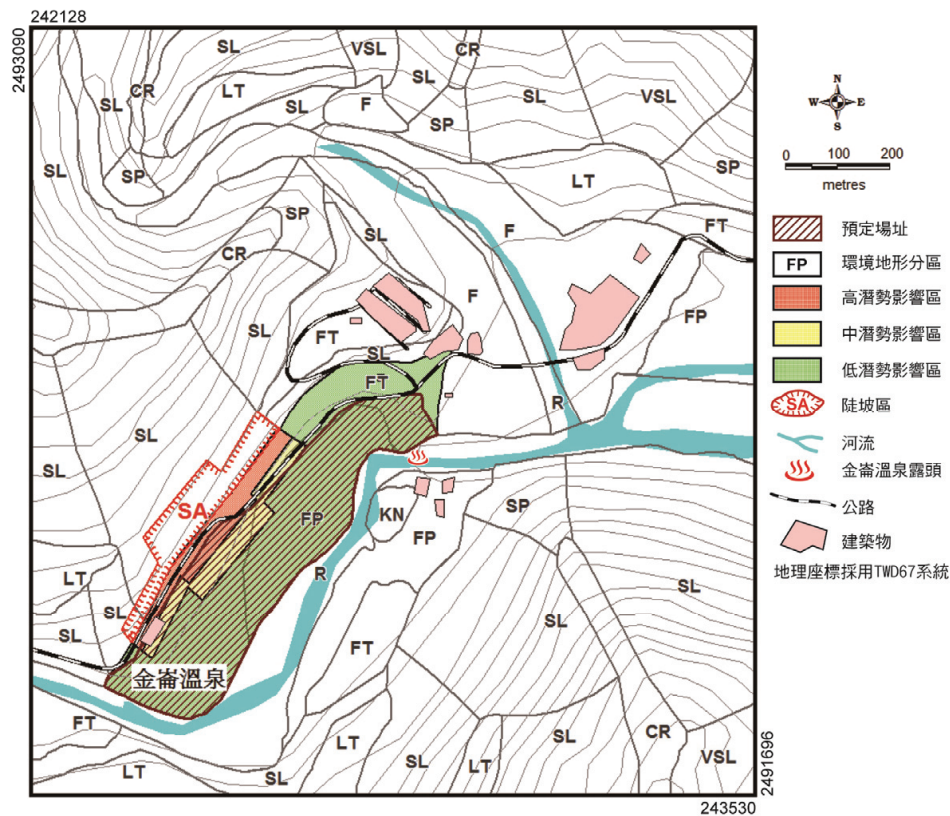 242128
2493090
SL
VSL
CR
SL
CR
LT
SL
SL
F
SL
SP
SL
VSL
SL
SP
LT
SP
FT
SP
SL
CR
F
F
SL
FT
SL
FP
FT
SL
R
SL
SA
FP
KN
FP
SP
LT
SL
SL
R
SL
SL
FT
金崙溫泉
FT
LT
SL
LT
SL
LT
SL
CR
VSL
2491696
243530
N
W E
S
0 100 200
metres
預定場址
FP 環境地形分區
高潛勢影響區
中潛勢影響區
低潛勢影響區
SA 陡坡區
河流
金崙溫泉露頭
公路
建築物
地理座標採用TWD67系統